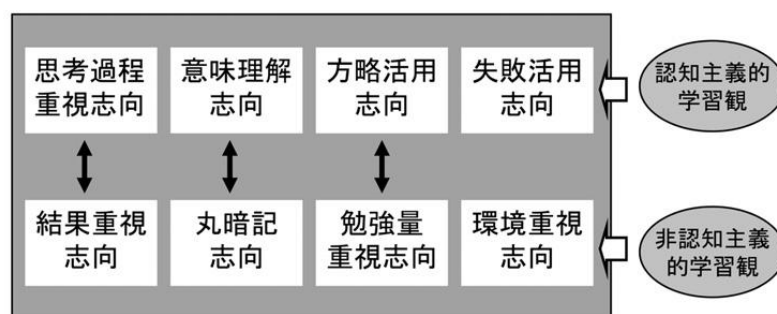 思考過程
重視志向
意味理解
志向
方略活用
志向
失敗活用
志向
認知主義的
学習観
結果重視
志向
丸暗記
志向
勉強量
重視志向
環境重視
志向
非認知主義
的学習観